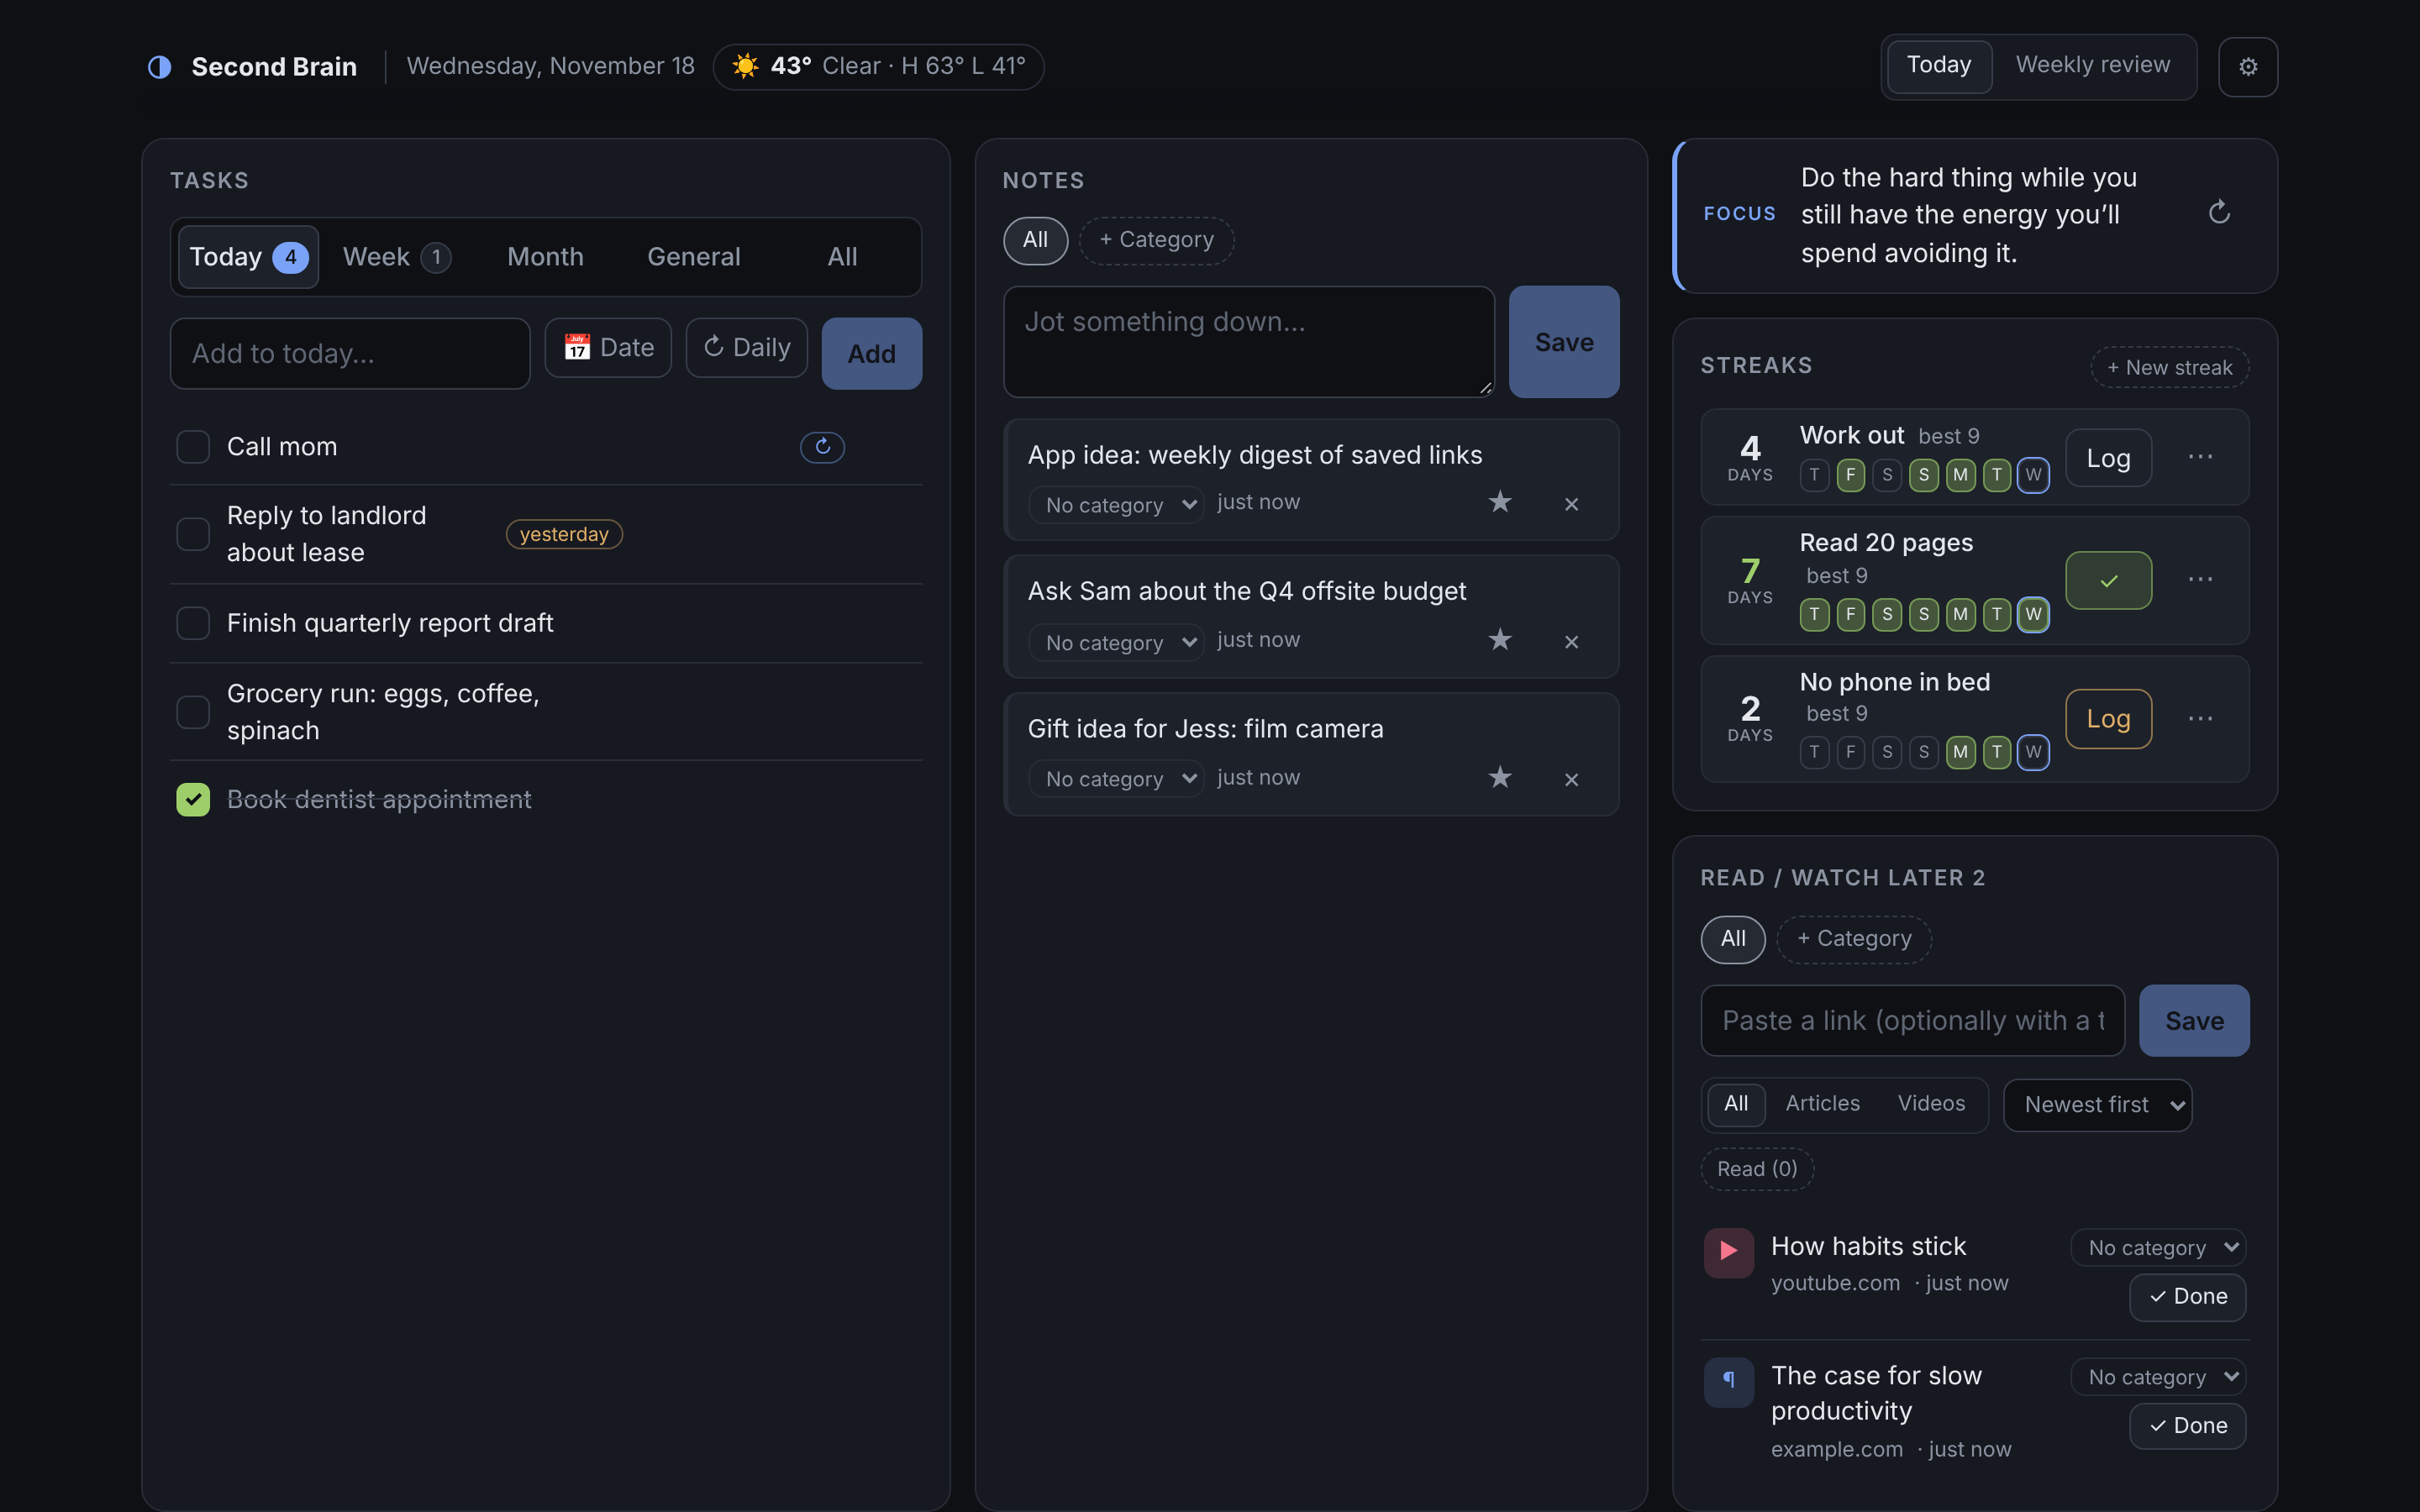 Second Brain
Wednesday, November 18
43° Clear · H 63° L 41°
Today
Weekly review
TASKS
Today 4
Week 1
Month
General
All
Add to today...
Date
Daily
Add
Call mom
Reply to landlord
about lease
yesterday
Finish quarterly report draft
Grocery run: eggs, coffee,
spinach
Book dentist appointment
NOTES
All
+ Category
Jot something down...
Save
App idea: weekly digest of saved links
No category
just now
Ask Sam about the Q4 offsite budget
No category
just now
Gift idea for Jess: film camera
No category
just now
FOCUS
Do the hard thing while you
still have the energy you’ll
spend avoiding it.
STREAKS
+ New streak
4
DAYS
Work out best 9
T F S S M T W
Log
7
DAYS
Read 20 pages
best 9
T F S S M T W
2
DAYS
No phone in bed
best 9
T F S S M T W
Log
READ / WATCH LATER 2
All
+ Category
Paste a link (optionally with a t
Save
All
Articles
Videos
Newest first
Read (0)
How habits stick
youtube.com · just now
No category
✓ Done
The case for slow
productivity
example.com · just now
No category
✓ Done